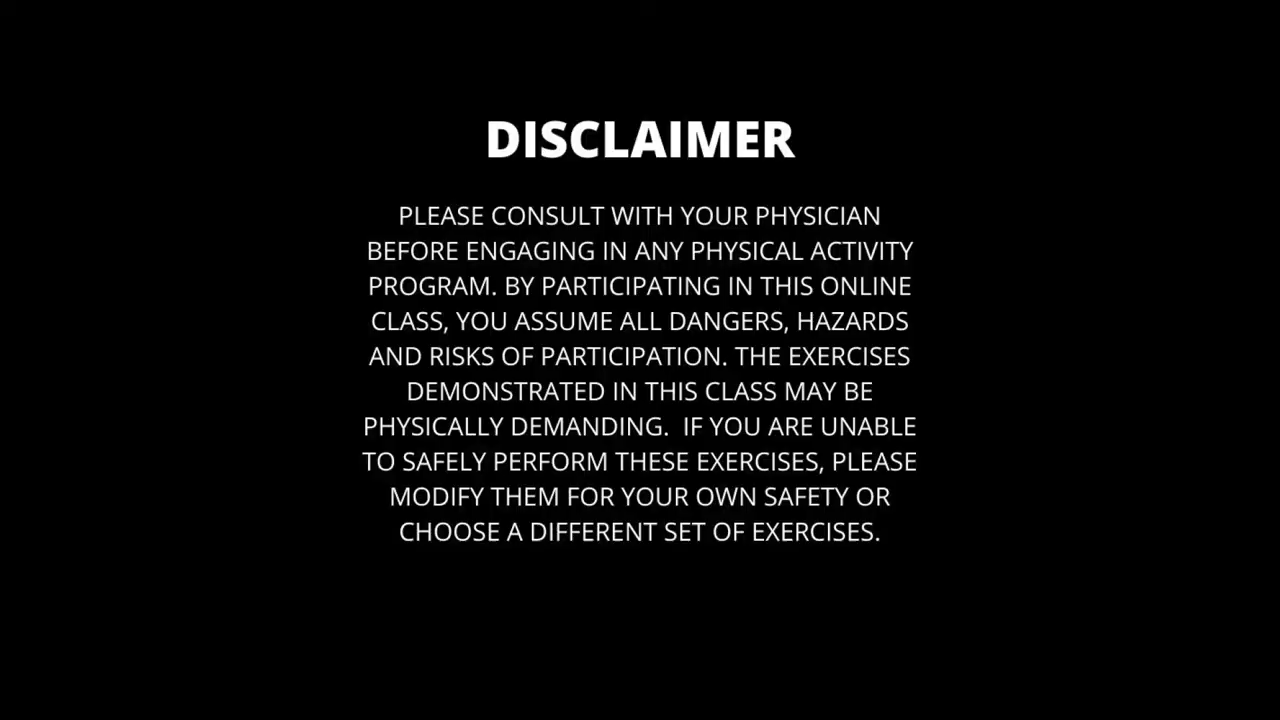 DISCLAIMER
PLEASE CONSULT WITH YOUR PHYSICIAN
BEFORE ENGAGING IN ANY PHYSICAL ACTIVITY
PROGRAM. BY PARTICIPATING IN THIS ONLINE
CLASS, YOU ASSUME ALL DANGERS, HAZARDS
AND RISKS OF PARTICIPATION. THE EXERCISES
DEMONSTRATED IN THIS CLASS MAY BE
PHYSICALLY DEMANDING.  IF YOU ARE UNABLE
TO SAFELY PERFORM THESE EXERCISES, PLEASE
MODIFY THEM FOR YOUR OWN SAFETY OR
CHOOSE A DIFFERENT SET OF EXERCISES.